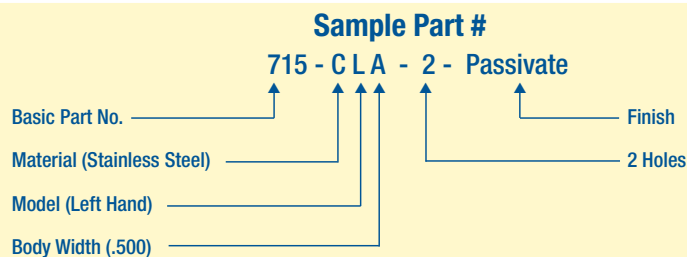 Sample Part #
715 - C L A - 2 - Passivate
Basic Part No.
Finish
Material (Stainless Steel)
2 Holes
Model (Left Hand)
Body Width (.500)